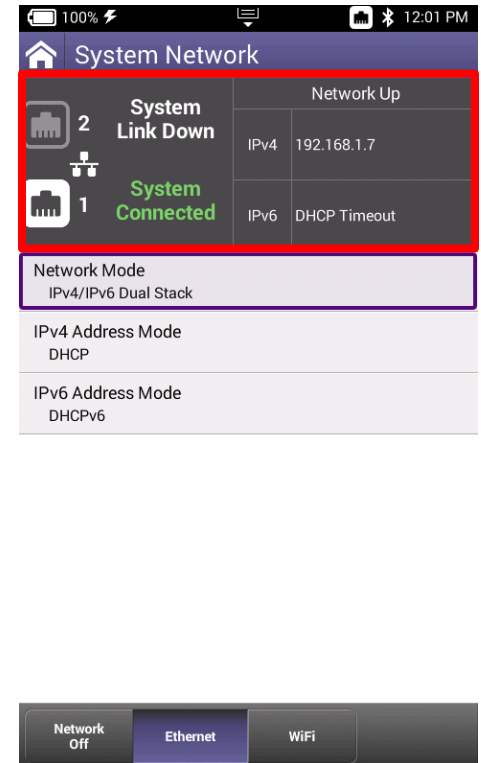 100%
12:01 PM
System Network
2
System
Link Down
1
System
Connected
Network Up
IPv4
192.168.1.7
IPv6
DHCP Timeout
Network Mode
IPv4/IPv6 Dual Stack
IPv4 Address Mode
DHCP
IPv6 Address Mode
DHCPv6
Network
Off
Ethernet
WiFi